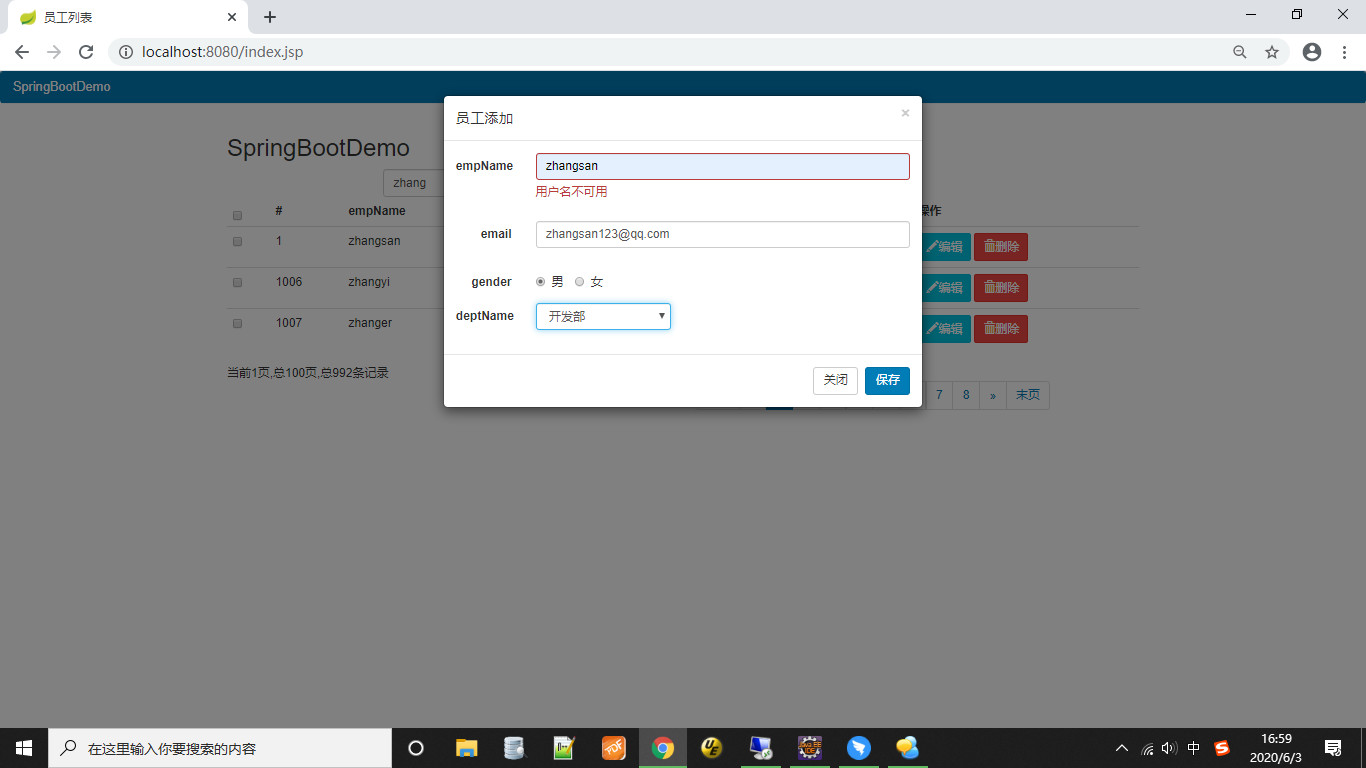 员工列表
localhost:8080/index.jsp
SpringBootDemo
员工添加 ×
SpringBootDemo
empName zhangsan
用户名不可用
zhang
# empName 操作
email zhangsan123@qq.com
1 zhangsan 编辑 删除
gender 男 女
1006 zhangyi 编辑 删除
deptName 开发部
1007 zhanger 编辑 删除
当前1页,总100页,总992条记录
关闭 保存
7 8 » 末页
在这里输入你要搜索的内容
中
16:59
2020/6/3